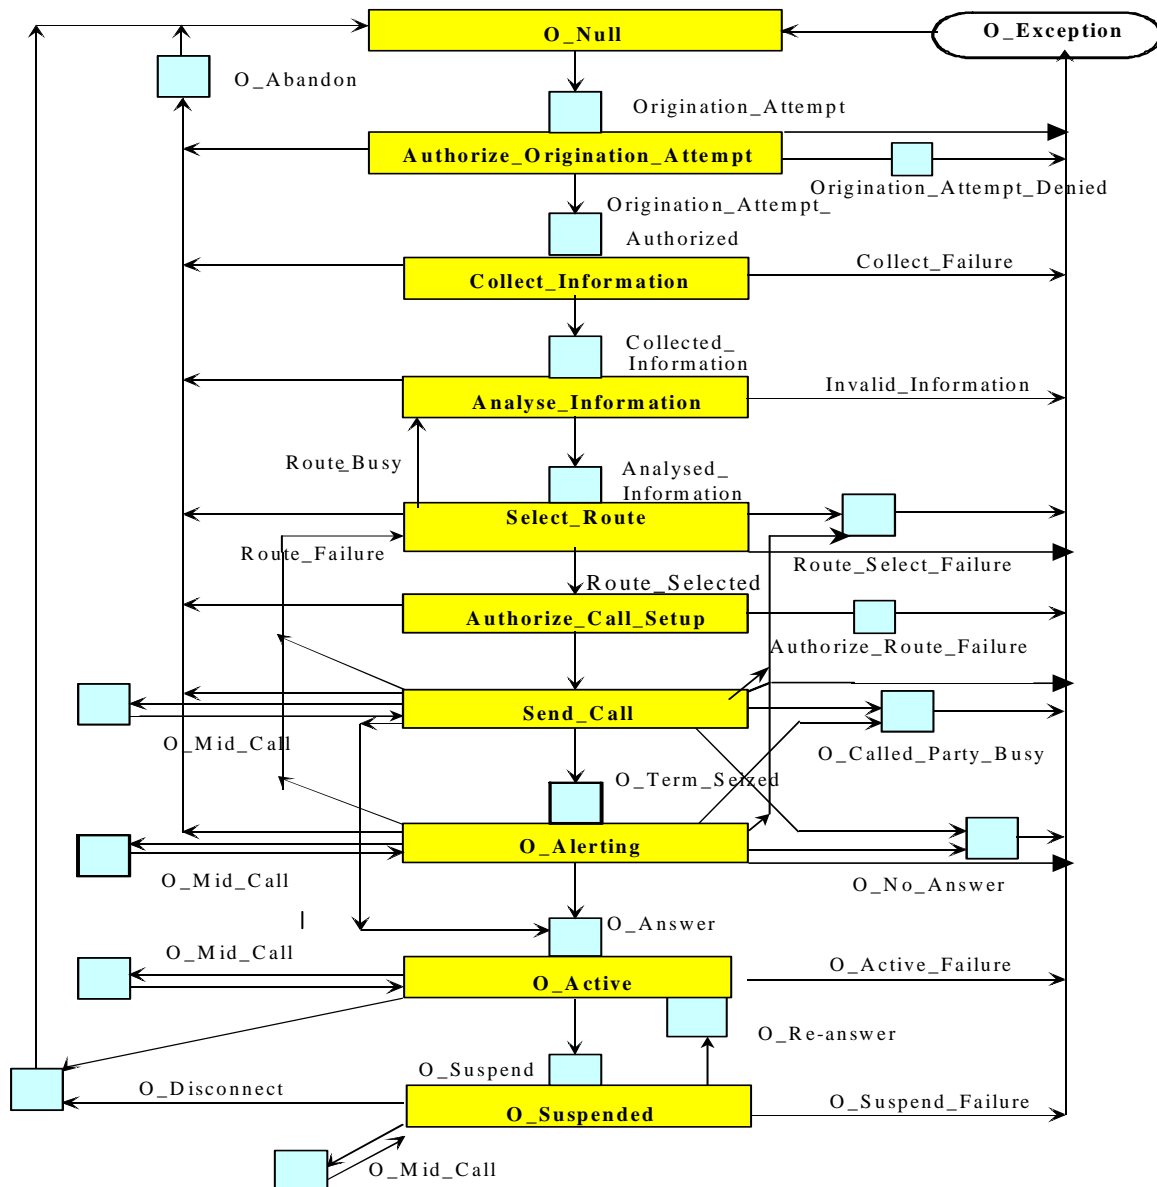 O_Null
O_Exception
O_Abandon
Origination_Attempt
Authorize_Origination_Attempt
Origination_Attempt_Denied
Origination_Attempt_
Authorized
Collect_Failure
Collect_Information
Collected_
Information
Invalid_Information
Analyse_Information
Route_Busy
Analysed_
Information
Select_Route
Route_Failure
Route_Select_Failure
Route_Selected
Authorize_Call_Setup
Authorize_Route_Failure
Send_Call
O_Mid_Call
O_Called_Party_Busy
O_Term_Seized
O_Alerting
O_Mid_Call
O_No_Answer
O_Answer
O_Mid_Call
O_Active_Failure
O_Active
O_Re-answer
O_Suspend
O_Disconnect
O_Suspended
O_Suspend_Failure
O_Mid_Call